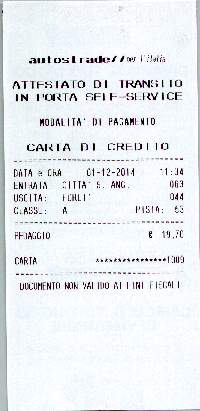 autostrade//per l'italia
ATTESTATO DI TRANSITO
IN PORTA SELF-SERVICE
MODALITA' DI PAGAMENTO
CARTA DI CREDITO
DATA e ORA 01-12-2014 11:34
ENTRATA: CITTA' S. ANG. 063
USCITA: FORLI' 044
CLASSE: A PISTA: 53
PEDAGGIO € 19,70
CARTA ****************1009
DOCUMENTO NON VALIDO AI FINI FISCALI